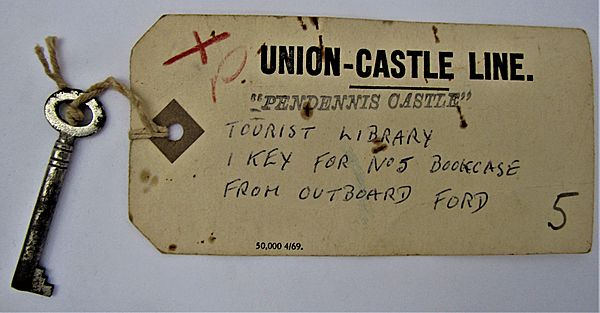 UNION-CASTLE LINE.
"PENDENNIS CASTLE"
TOURIST LIBRARY
1 KEY FOR No5 BOOKCASE
FROM OUTBOARD FORD
5
50,000 4/69.